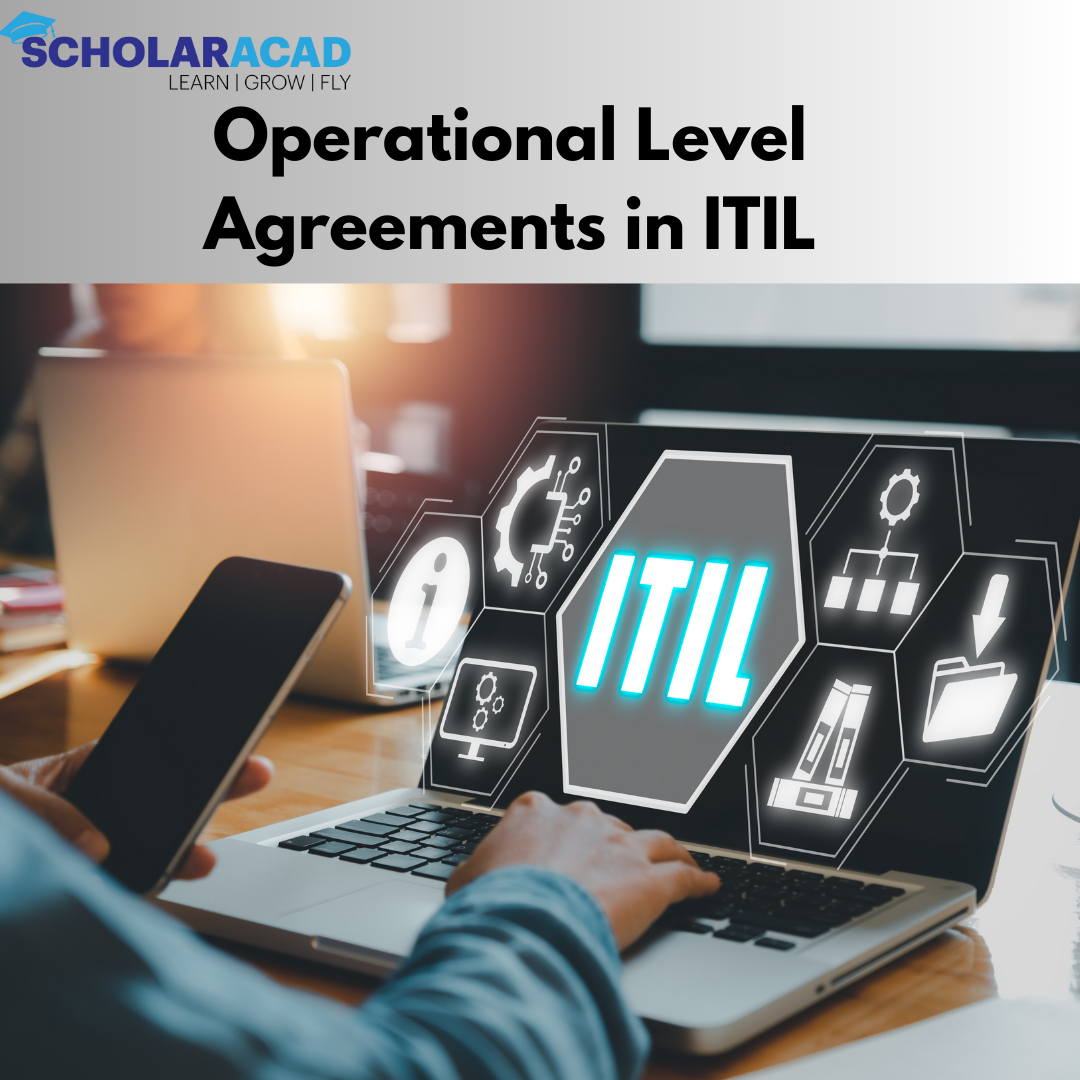 SCHOLARACAD
LEARN | GROW | FLY
Operational Level
Agreements in ITIL
i
ITIL